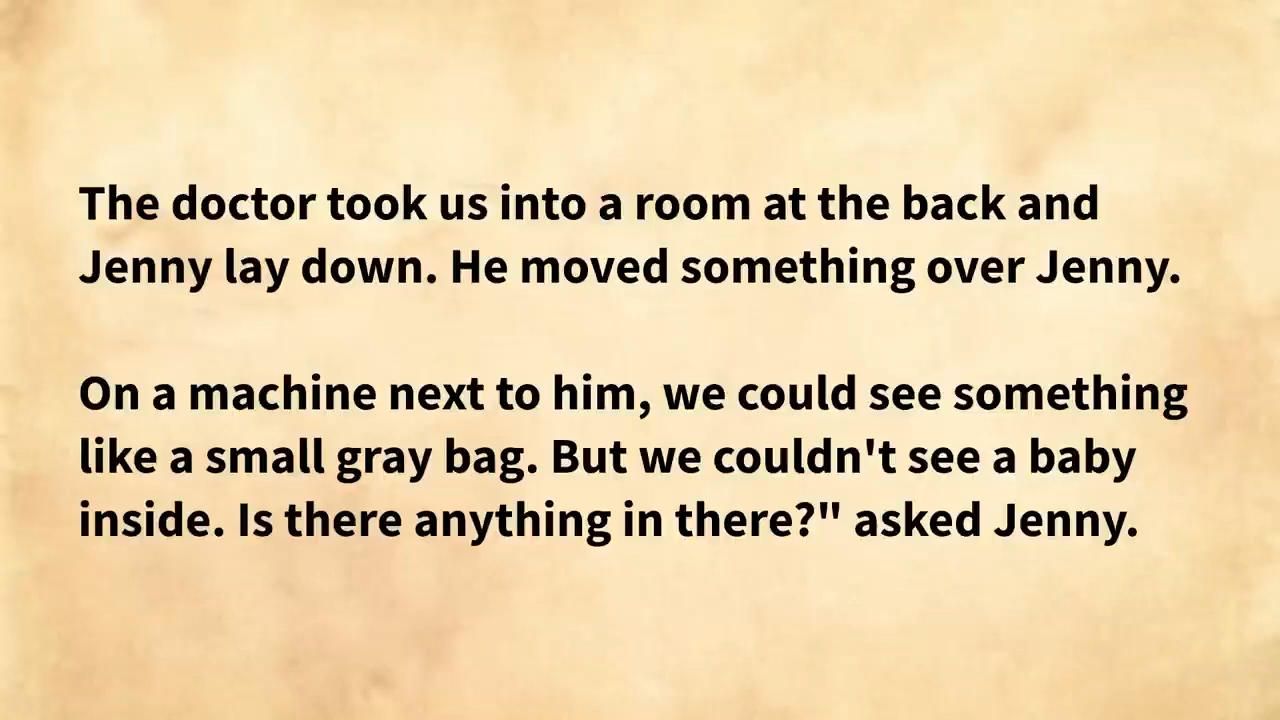 The doctor took us into a room at the back and
Jenny lay down. He moved something over Jenny.
On a machine next to him, we could see something
like a small gray bag. But we couldn't see a baby
inside. Is there anything in there?" asked Jenny.